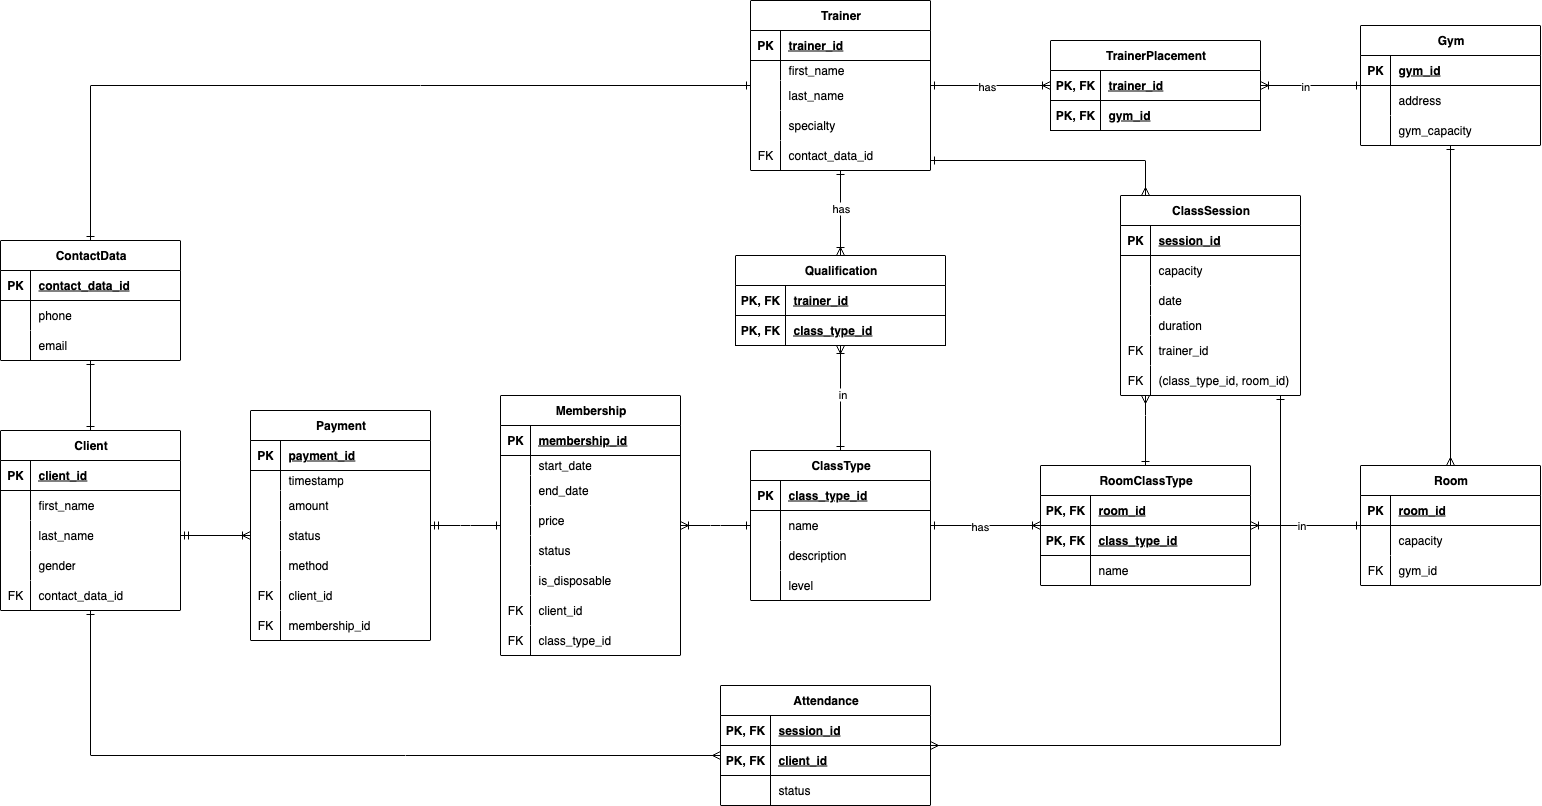 Trainer
PK trainer_id
first_name
last_name
specialty
FK contact_data_id
TrainerPlacement
PK, FK trainer_id
PK, FK gym_id
Gym
PK gym_id
address
gym_capacity
has
in
has
ClassSession
PK session_id
capacity
date
duration
FK trainer_id
FK (class_type_id, room_id)
ContactData
PK contact_data_id
phone
email
Qualification
PK, FK trainer_id
PK, FK class_type_id
in
Client
PK client_id
first_name
last_name
gender
FK contact_data_id
Payment
PK payment_id
timestamp
amount
status
method
FK client_id
FK membership_id
Membership
PK membership_id
start_date
end_date
price
status
is_disposable
FK client_id
FK class_type_id
ClassType
PK class_type_id
name
description
level
has
RoomClassType
PK, FK room_id
PK, FK class_type_id
name
in
Room
PK room_id
capacity
FK gym_id
Attendance
PK, FK session_id
PK, FK client_id
status